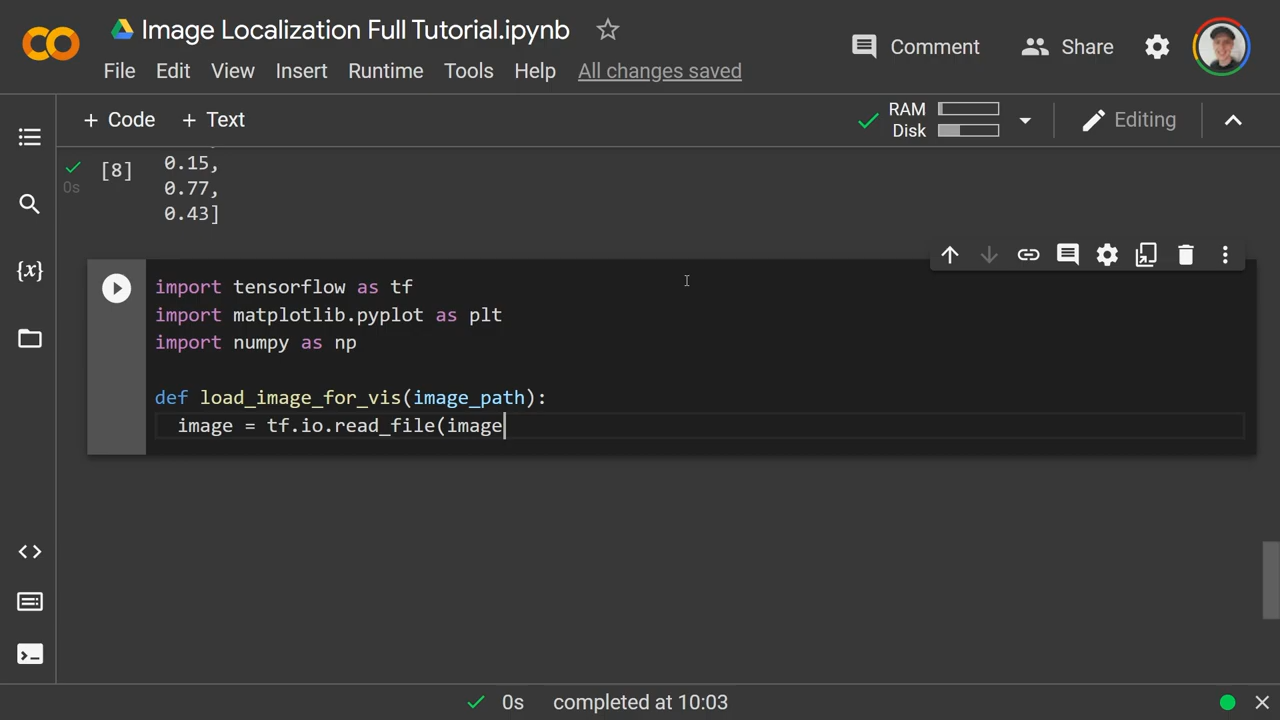 Image Localization Full Tutorial.ipynb
Comment
Share
File Edit View Insert Runtime Tools Help All changes saved
+ Code + Text
RAM
Disk
Editing
[8]
0s
0.15,
0.77,
0.43]
{x}
import tensorflow as tf
import matplotlib.pyplot as plt
import numpy as np
def load_image_for_vis(image_path):
image = tf.io.read_file(image
0s completed at 10:03